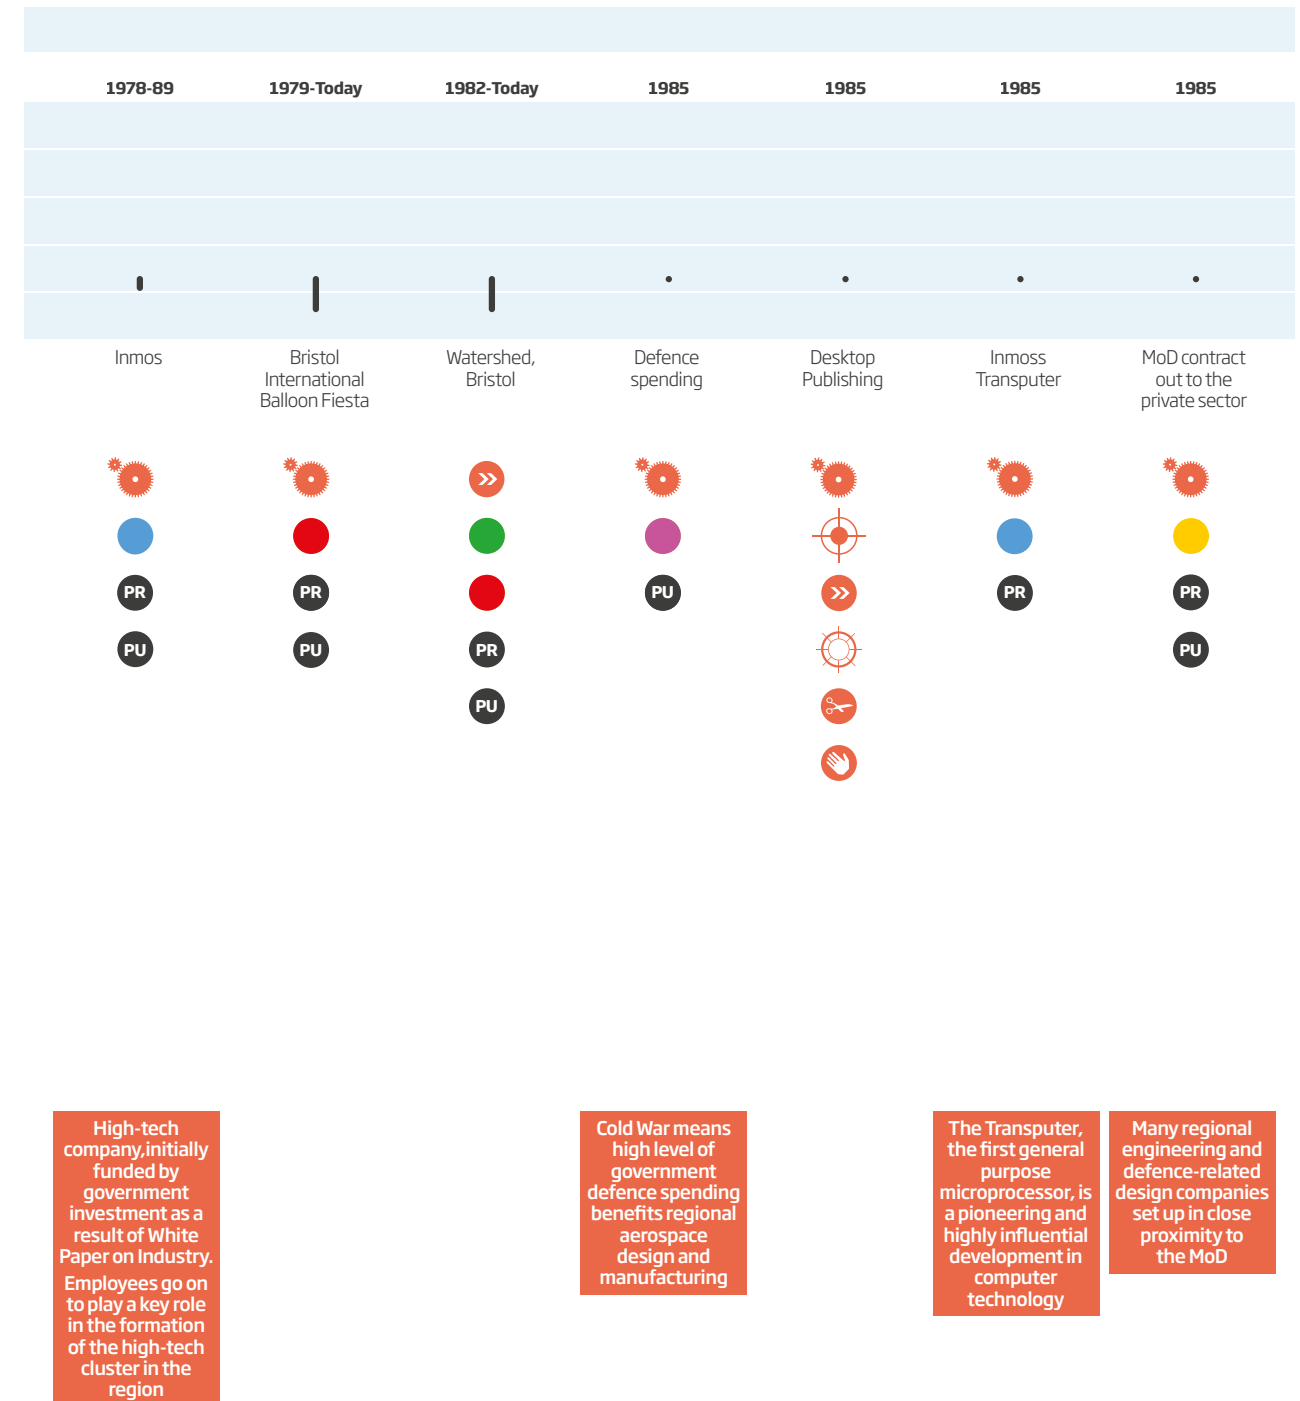 1978-89
1979-Today
1982-Today
1985
1985
1985
1985
Inmos
Bristol
International
Balloon Fiesta
Watershed,
Bristol
Defence
spending
Desktop
Publishing
Inmoss
Transputer
MoD contract
out to the
private sector
PR
PU
PR
PU
PR
PU
PU
PR
PR
PU
High-tech
company,initially
funded by
government
investment as a
result of White
Paper on Industry.
Employees go on
to play a key role
in the formation
of the high-tech
cluster in the
region
Cold War means
high level of
government
defence spending
benefits regional
aerospace
design and
manufacturing
The Transputer,
the first general
purpose
microprocessor, is
a pioneering and
highly influential
development in
computer
technology
Many regional
engineering and
defence-related
design companies
set up in close
proximity to
the MoD